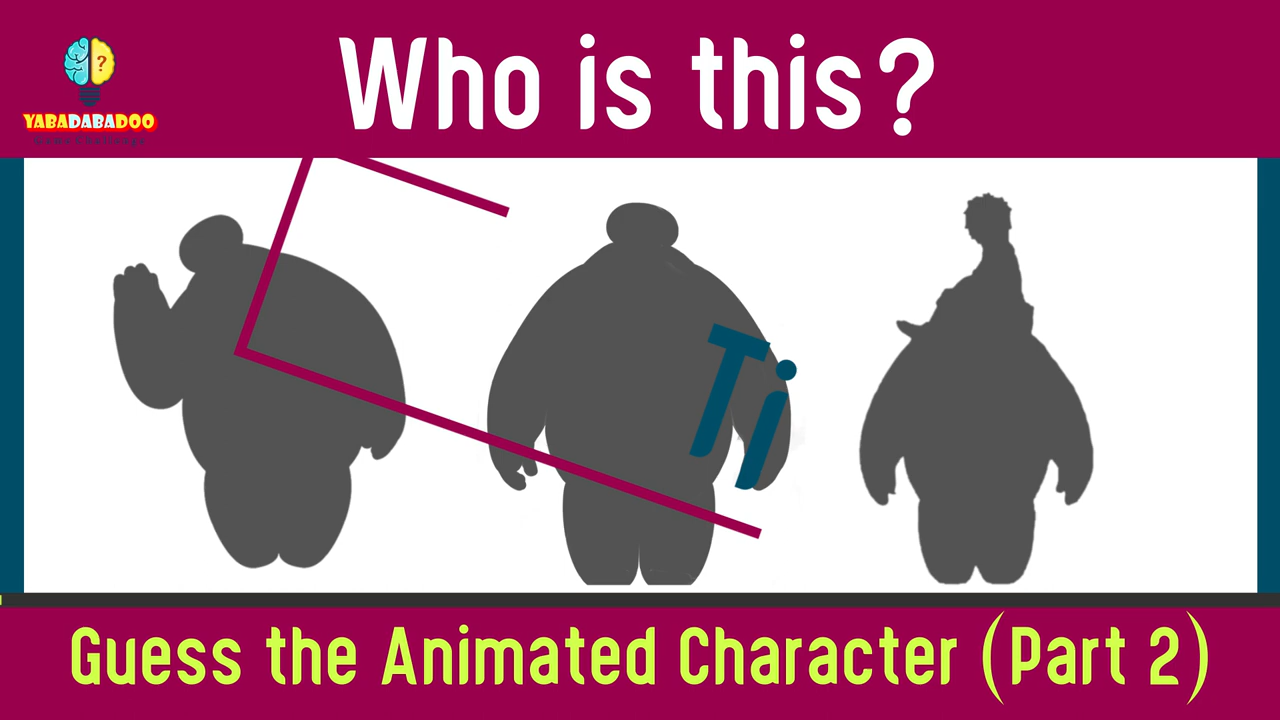 Who is this?
?
YABADABADOO
Ti
Guess the Animated Character (Part 2)